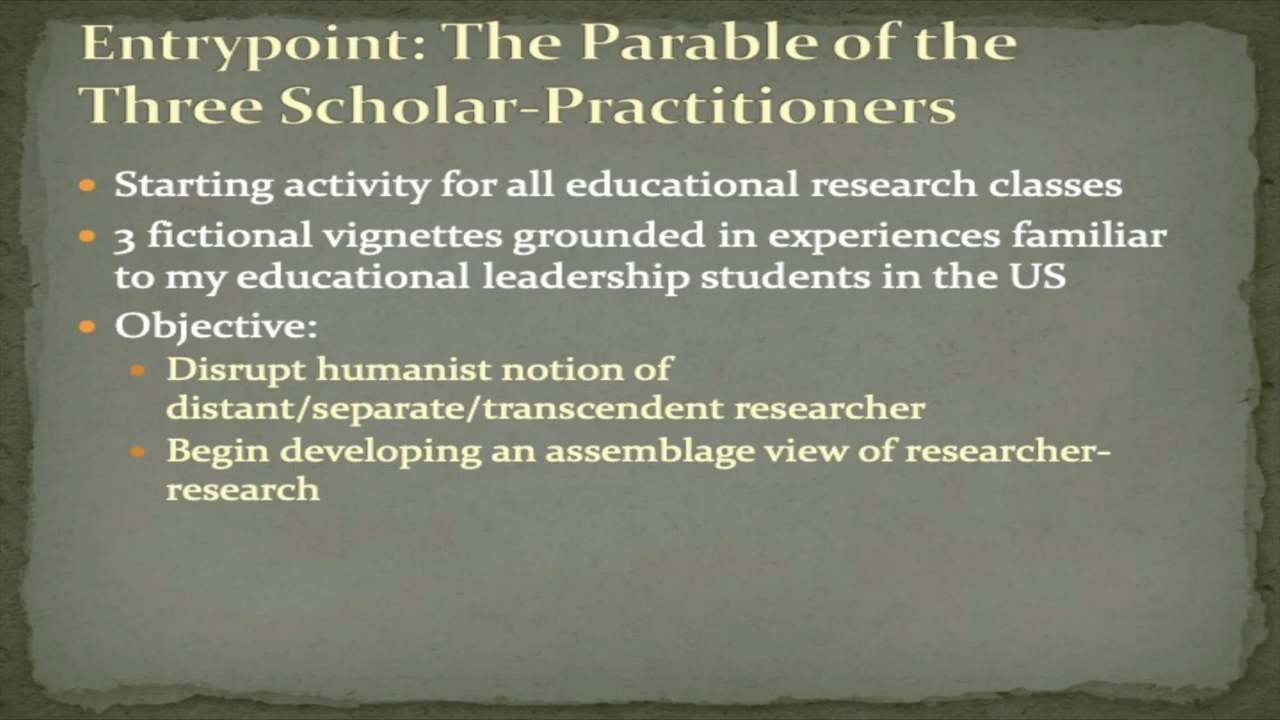 Entrypoint: The Parable of the
Three Scholar-Practitioners
• Starting activity for all educational research classes
• 3 fictional vignettes grounded in experiences familiar
to my educational leadership students in the US
• Objective:
• Disrupt humanist notion of
distant/separate/transcendent researcher
• Begin developing an assemblage view of researcher-
research